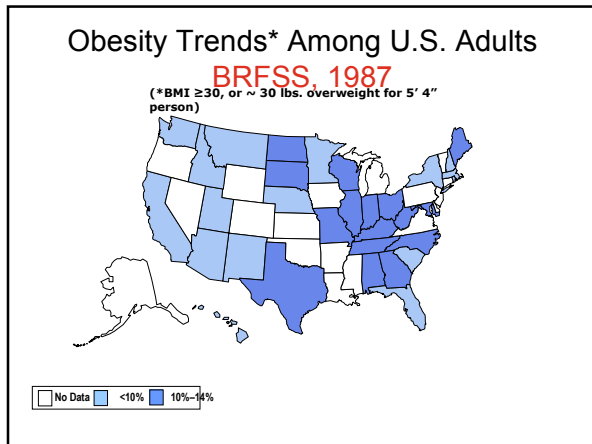 Obesity Trends* Among U.S. Adults
BRFSS, 1987
(*BMI ≥30, or ~ 30 lbs. overweight for 5’ 4”
person)
No Data <10% 10%–14%